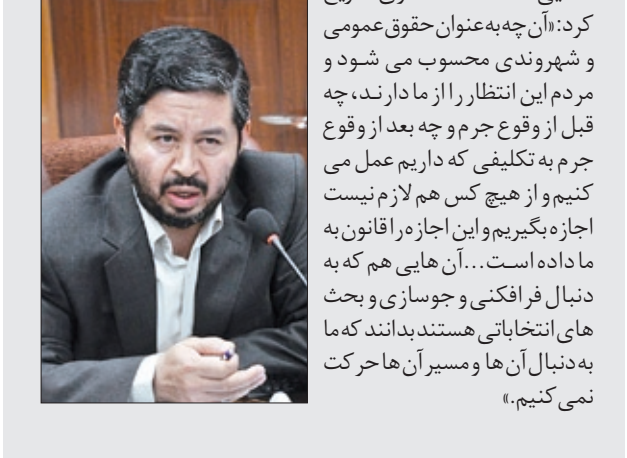 کرد:«آن چه به عنوان حقوق عمومی
و شهروندی محسوب می شود و
مردم این انتظار را از ما دارند، چه
قبل از وقوع جرم و چه بعد از وقوع
جرم به تکلیفی که داریم عمل می
کنیم و از هیچ کس هم لازم نیست
اجازه بگیریم و این اجازه را قانون به
ما داده است...آن هایی هم که به
دنبال فرافکنی و جوسازی و بحث
های انتخاباتی هستند بدانند که ما
به دنبال آن ها و مسیر آن ها حرکت
نمی کنیم.»